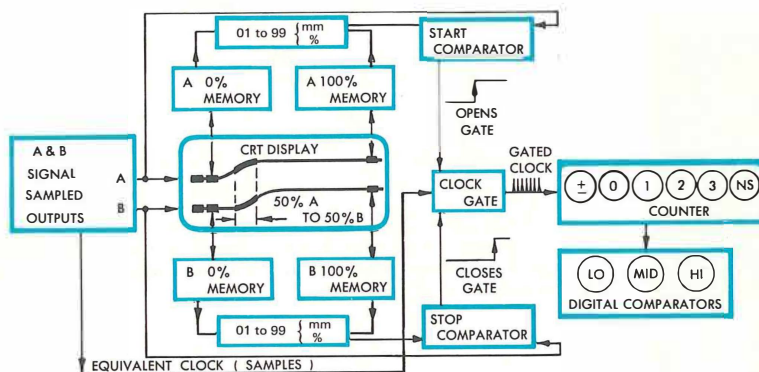 01 to 99 { mm %
START COMPARATOR
A 0% MEMORY
A 100% MEMORY
OPENS GATE
A & B SIGNAL SAMPLED OUTPUTS
A
B
CRT DISPLAY
50% A TO 50% B
CLOCK GATE
GATED CLOCK
± 0 1 2 3 NS
COUNTER
B 0% MEMORY
B 100% MEMORY
CLOSES GATE
LO MID HI
DIGITAL COMPARATORS
01 to 99 { mm %
STOP COMPARATOR
EQUIVALENT CLOCK ( SAMPLES )